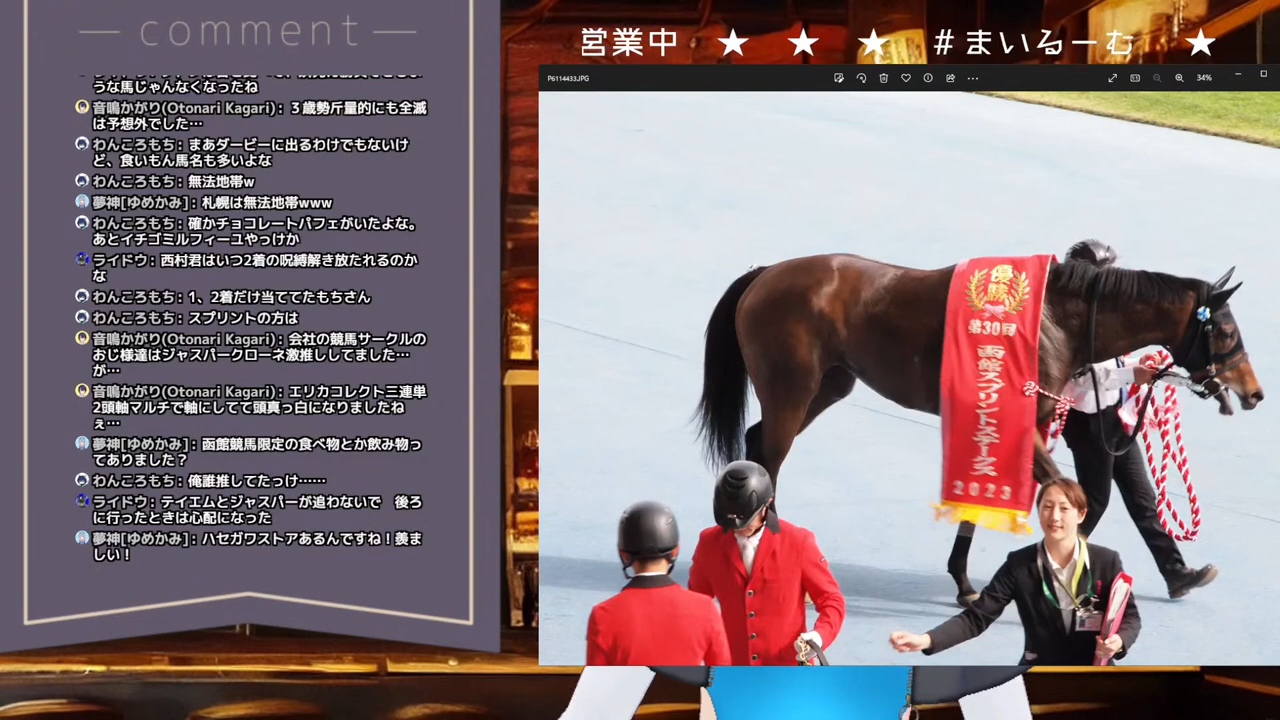 comment
うな馬じゃんなくなったね
音鳴かがり(Otonari Kagari): 3歳勢斤量的にも全滅
は予想外でした…
わんころもち: まあダービーに出るわけでもないけ
ど、食いもん馬名も多いよな
わんころもち: 無法地帯w
夢神[ゆめかみ]: 札幌は無法地帯www
わんころもち: 確かチョコレートパフェがいたよな。
あとイチゴミルフィーユやっけか
ライドウ: 西村君はいつ2着の呪縛解き放たれるのか
な
わんころもち: 1、2着だけ当ててたもちさん
わんころもち: スプリントの方は
音鳴かがり(Otonari Kagari): 会社の競馬サークルの
おじ様達はジャスパークローネ激推ししてました…
が…
音鳴かがり(Otonari Kagari): エリカコレクト三連単
2頭軸マルチで軸にしてて頭真っ白になりましたね
ぇ…
夢神[ゆめかみ]: 函館競馬限定の食べ物とか飲み物っ
てありました?
わんころもち: 俺誰推してたっけ……
ライドウ: テイエムとジャスパーが追わないで 後ろ
に行ったときは心配になった
夢神[ゆめかみ]: ハセガワストアあるんですね!羨ま
しい!
営業中 ★ ★ ★ #まいるーむ ★
P6114433.JPG
34%
優勝
第30回
函館スプリントステークス
2023